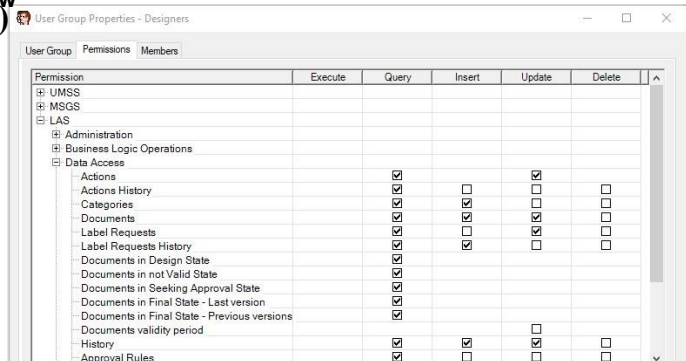 w
)
User Group Properties - Designers
User Group Permissions Members
Permission Execute Query Insert Update Delete
UMSS
MSGS
LAS
Administration
Business Logic Operations
Data Access
Actions
Actions History
Categories
Documents
Label Requests
Label Requests History
Documents in Design State
Documents in not Valid State
Documents in Seeking Approval State
Documents in Final State - Last version
Documents in Final State - Previous versions
Documents validity period
History
Approval Rules